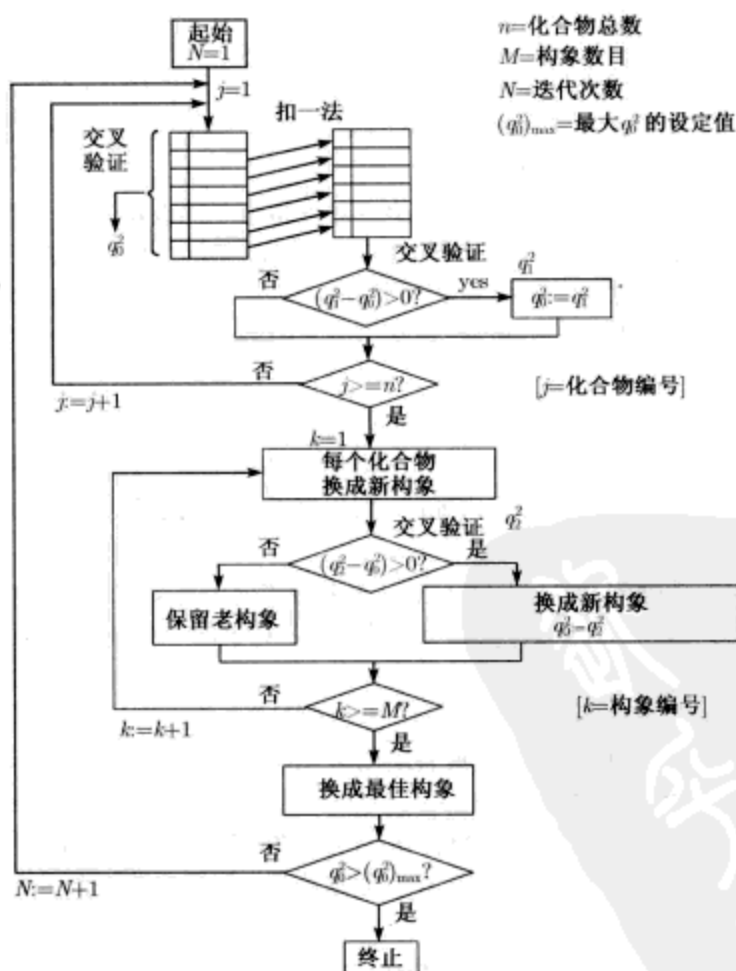 起始
N=1
n=化合物总数
M=构象数目
N=迭代次数
(q₀²)max=最大q₀²的设定值
j=1
扣一法
交叉
验证
q₀²
交叉验证
q₁²
否
(q₁²-q₀²)>0?
yes
q₀²:=q₁²
否
j>=n?
[j=化合物编号]
j:=j+1
是
k=1
每个化合物
换成新构象
交叉验证
q₂²
否
(q₂²-q₀²)>0?
是
保留老构象
换成新构象
q₀²=q₂²
否
k>=M?
[k=构象编号]
k:=k+1
是
换成最佳构象
否
q₀²>(q₀²)max?
N:=N+1
是
终止